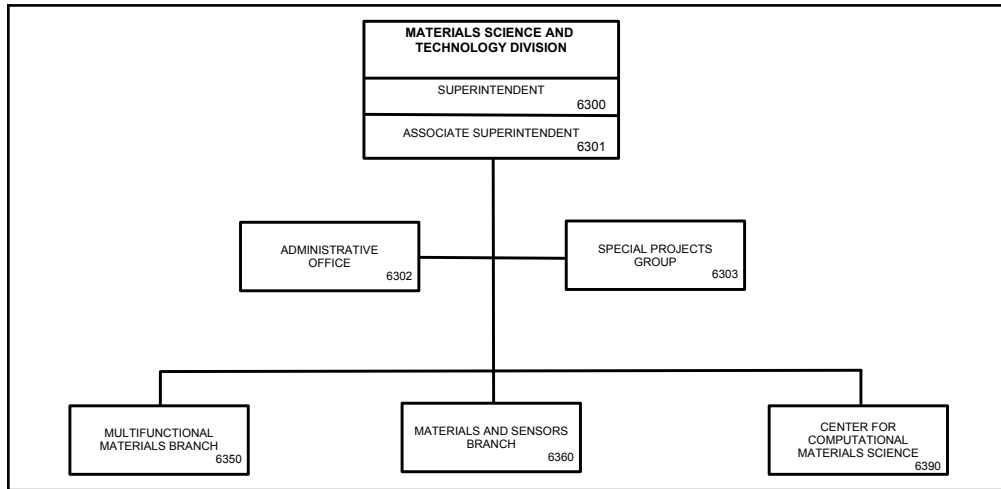 MATERIALS SCIENCE AND
TECHNOLOGY DIVISION
SUPERINTENDENT
6300
ASSOCIATE SUPERINTENDENT
6301
ADMINISTRATIVE
OFFICE
6302
SPECIAL PROJECTS
GROUP
6303
MULTIFUNCTIONAL
MATERIALS BRANCH
6350
MATERIALS AND SENSORS
BRANCH
6360
CENTER FOR
COMPUTATIONAL
MATERIALS SCIENCE
6390